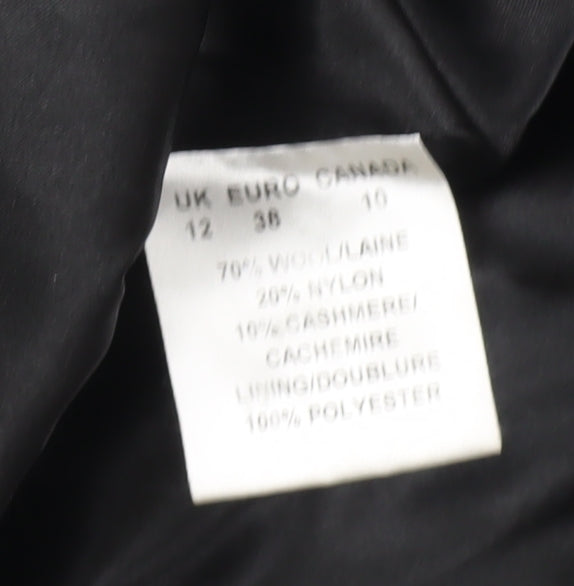 UK EURO CANADA
12 38 10
70% WOOL/LAINE
20% NYLON
10% CASHMERE/
CACHEMIRE
LINING/DOUBLURE
100% POLYESTER